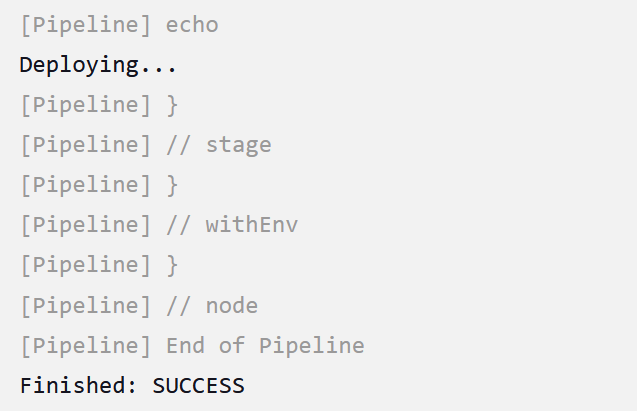 [Pipeline] echo
Deploying...
[Pipeline] }
[Pipeline] // stage
[Pipeline] }
[Pipeline] // withEnv
[Pipeline] }
[Pipeline] // node
[Pipeline] End of Pipeline
Finished: SUCCESS